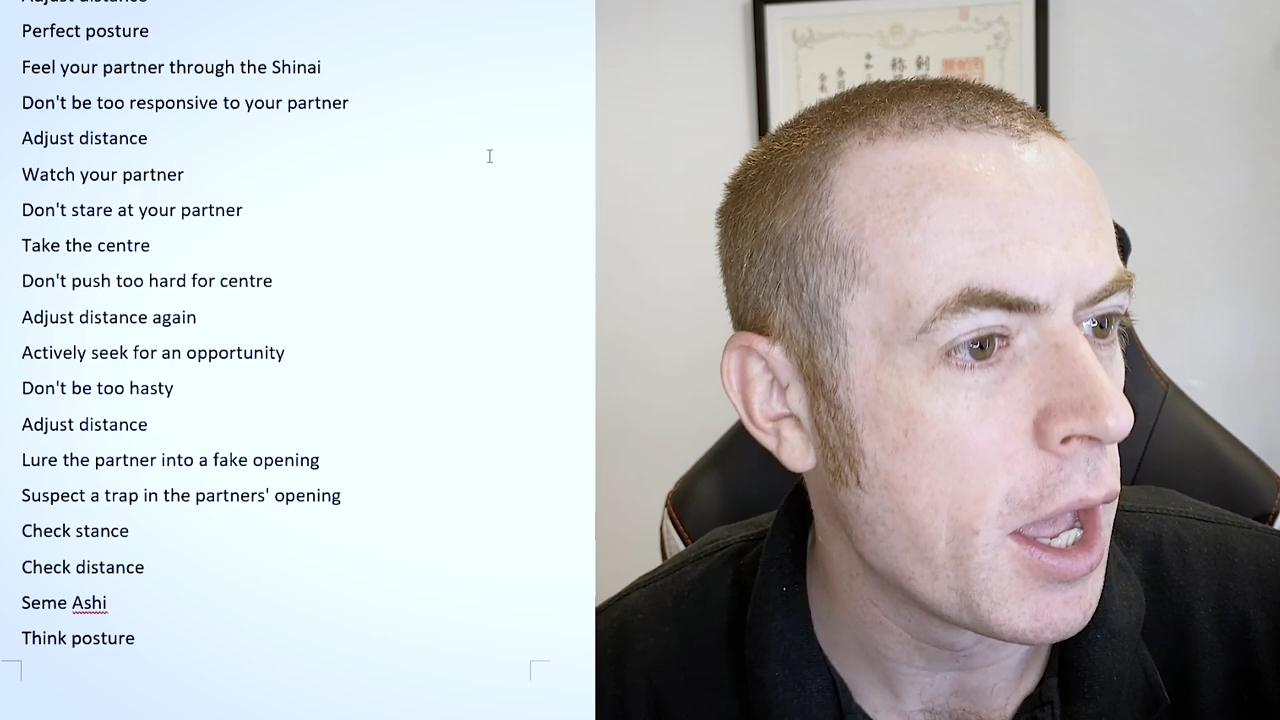 Adjust distance
Perfect posture
Feel your partner through the Shinai
Don't be too responsive to your partner
Adjust distance
Watch your partner
Don't stare at your partner
Take the centre
Don't push too hard for centre
Adjust distance again
Actively seek for an opportunity
Don't be too hasty
Adjust distance
Lure the partner into a fake opening
Suspect a trap in the partners' opening
Check stance
Check distance
Seme Ashi
Think posture